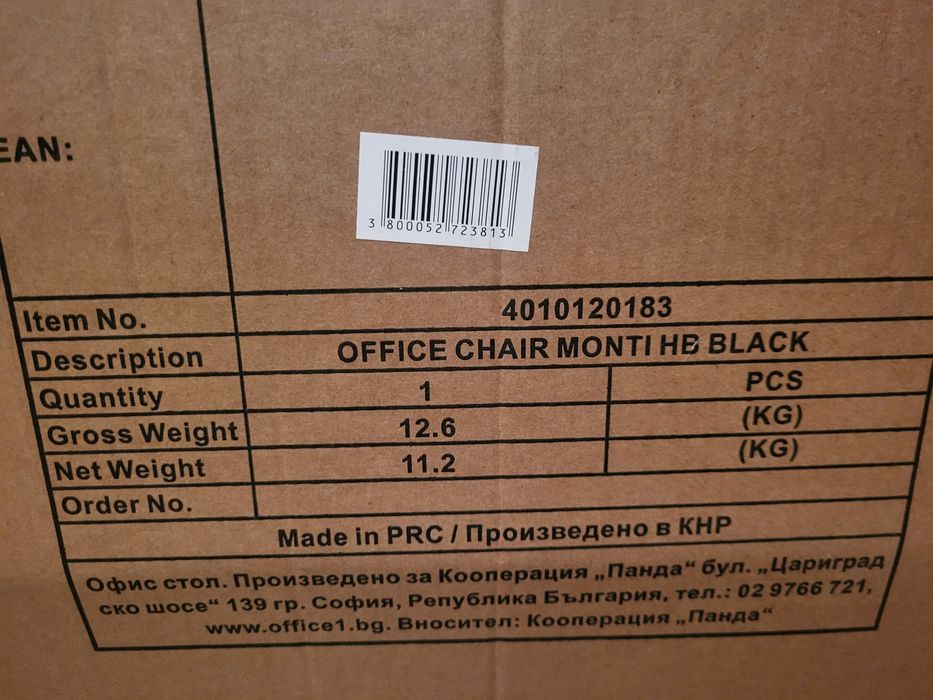 EAN:
3 800052 723813
Item No. 4010120183
Description OFFICE CHAIR MONTI HB BLACK
Quantity 1 PCS
Gross Weight 12.6 (KG)
Net Weight 11.2 (KG)
Order No.
Made in PRC / Произведено в КНР
Офис стол. Произведено за Кооперация „Панда“ бул. „Цариград
ско шосе“ 139 гр. София, Република България, тел.: 02 9766 721,
www.office1.bg. Вносител: Кооперация „Панда“